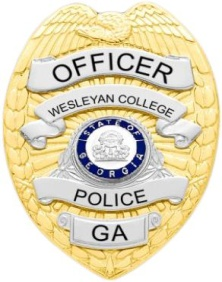 OFFICER
WESLEYAN COLLEGE
STATE OF
GEORGIA
POLICE
GA